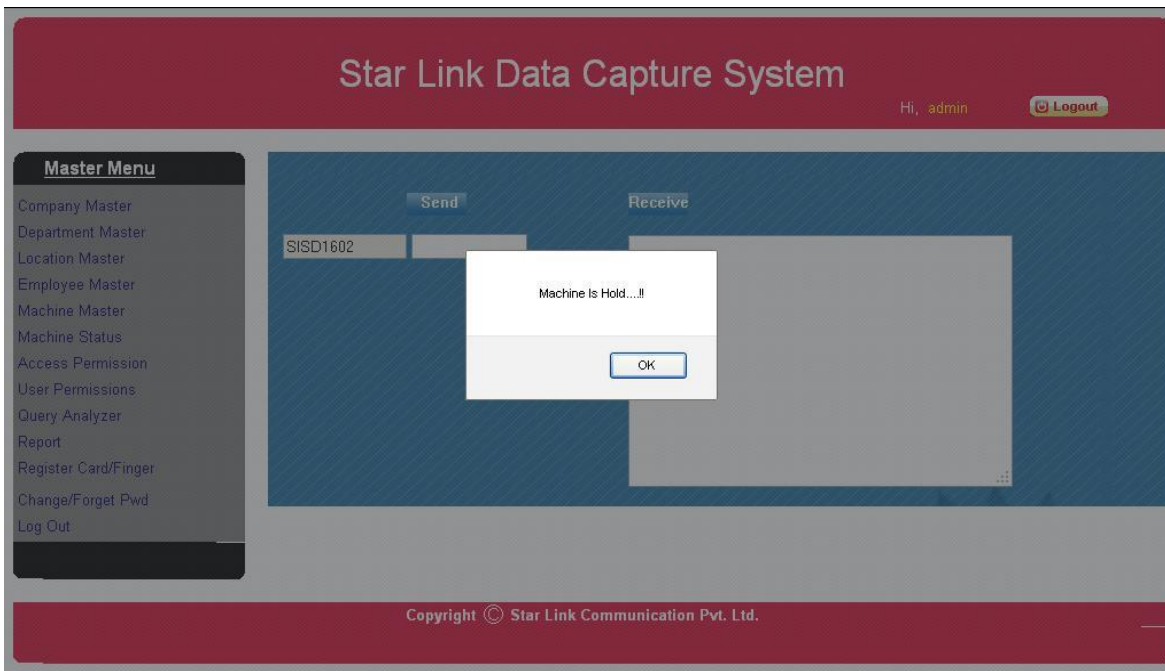 Star Link Data Capture System
Hi, admin
Logout
Master Menu
Company Master
Department Master
Location Master
Employee Master
Machine Master
Machine Status
Access Permission
User Permissions
Query Analyzer
Report
Register Card/Finger
Change/Forget Pwd
Log Out
Send
Receive
SISD1602
Machine Is Hold....!!
OK
Copyright © Star Link Communication Pvt. Ltd.